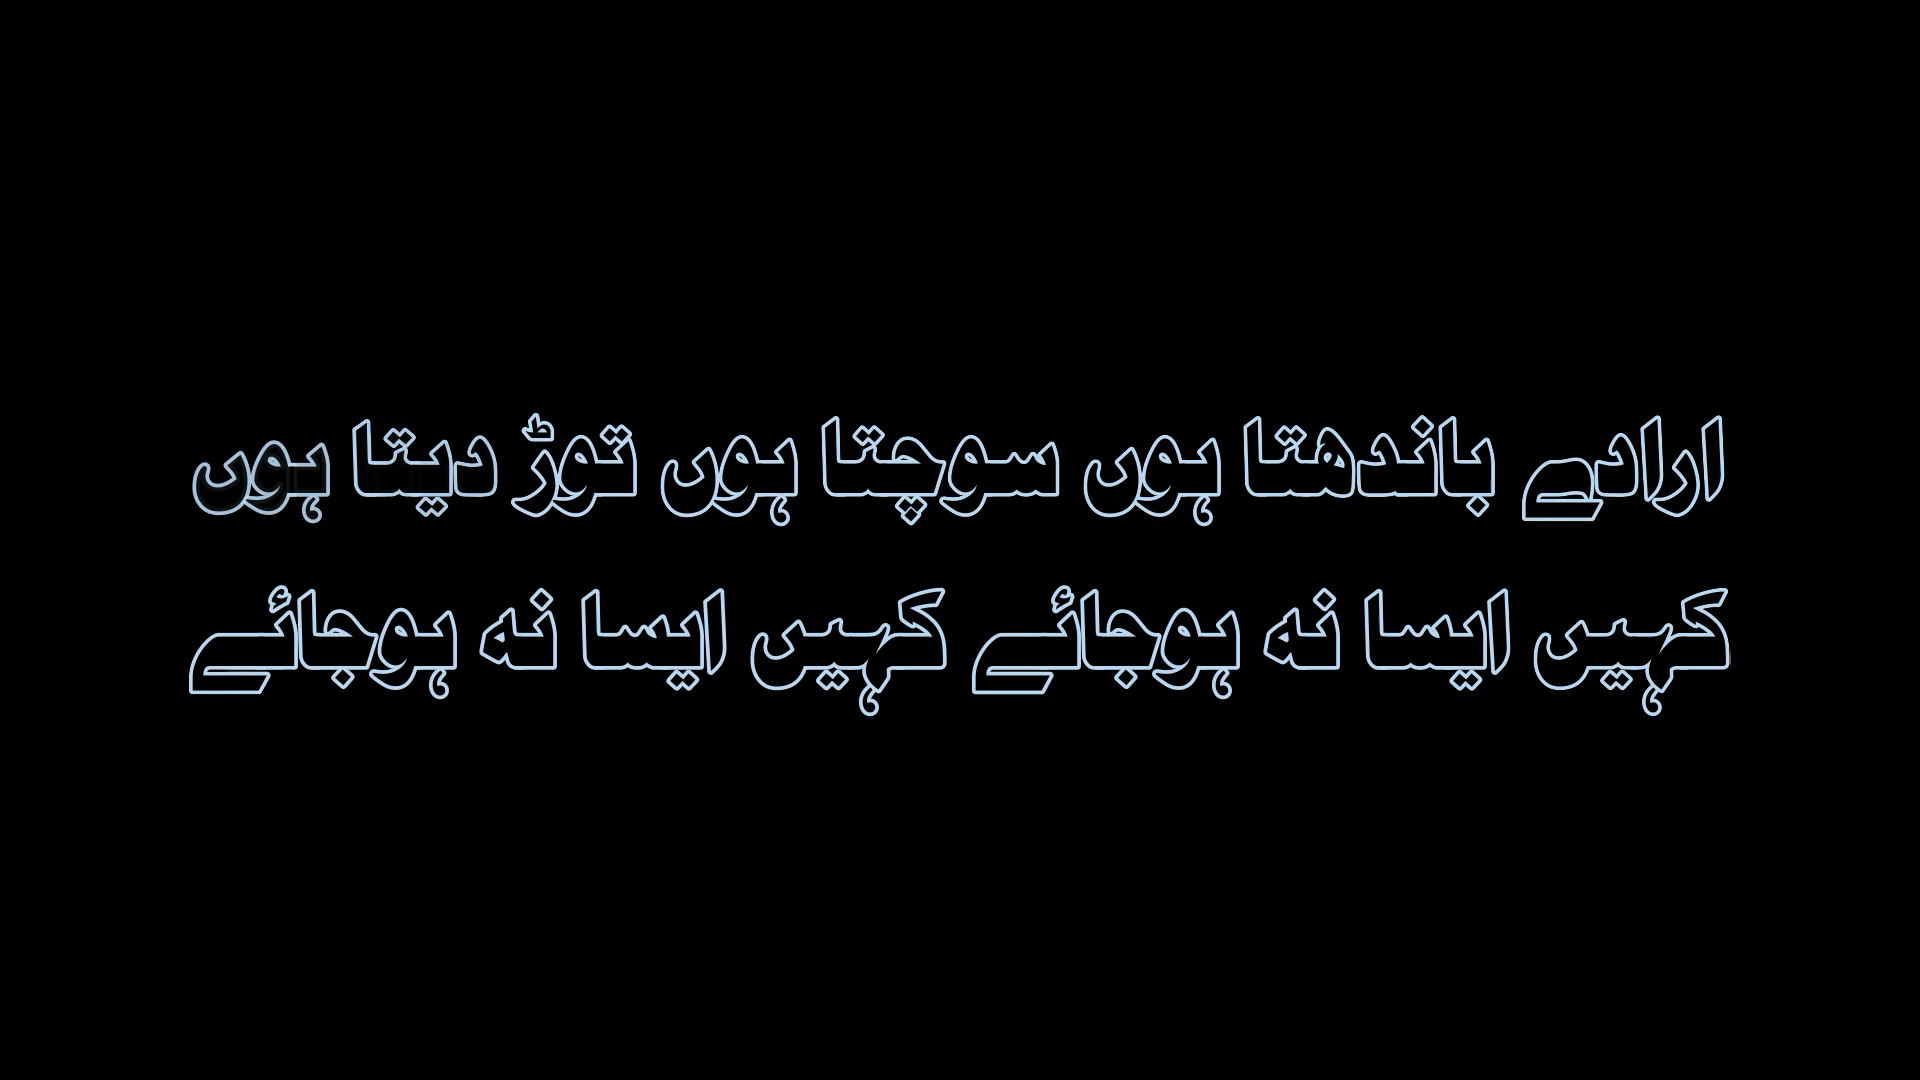 ارادے باندھتا ہوں سوچتا ہوں توڑ دیتا ہوں
کہیں ایسا نہ ہوجائے کہیں ایسا نہ ہوجائے